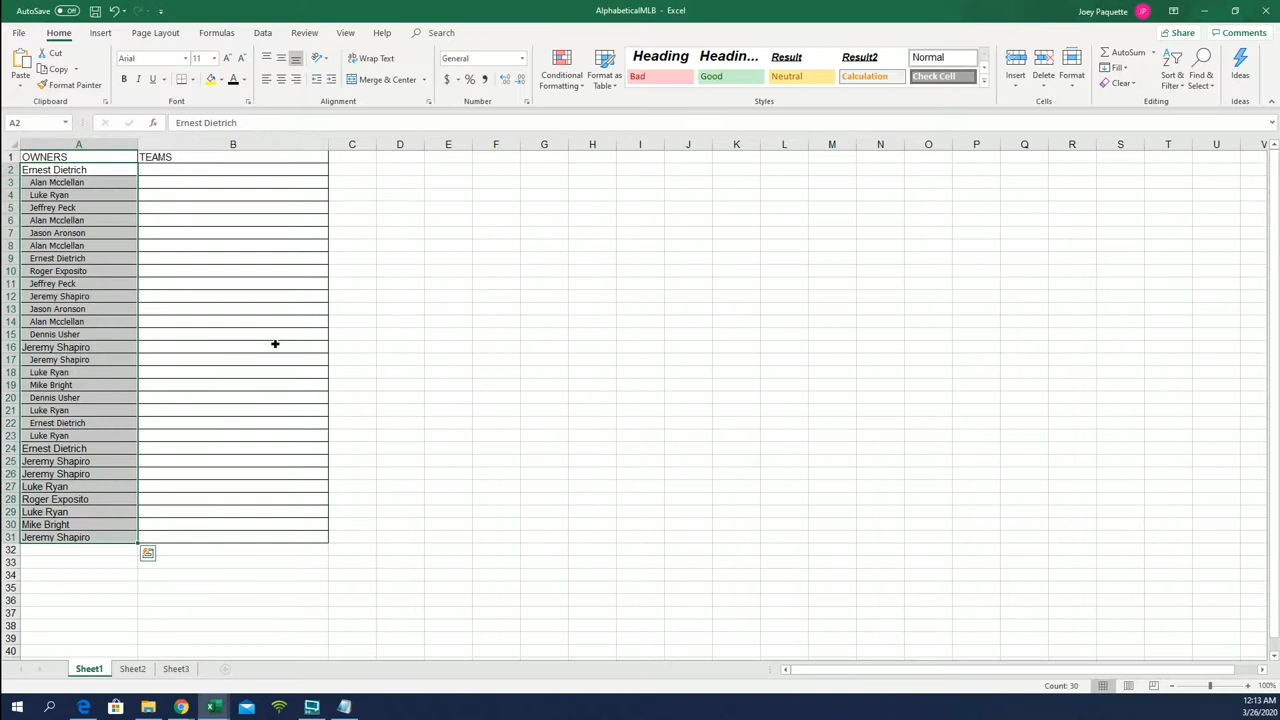 AutoSave Off
AlphabeticalMLB - Excel
Joey Paquette JP
File Home Insert Page Layout Formulas Data Review View Help Search
Share Comments
Paste Cut Copy Format Painter Clipboard
Arial 11 B I U Font
Wrap Text Merge & Center Alignment
General $ % Number
Conditional Formatting Format as Table
Heading Headin... Result Result2 Normal
Bad Good Neutral Calculation Check Cell
Styles
Insert Delete Format Cells
AutoSum Fill Clear Sort & Filter Find & Select Editing
Ideas Ideas
A2 fx Ernest Dietrich
A B C D E F G H I J K L M N O P Q R S T U V
1 OWNERS TEAMS
2 Ernest Dietrich
3 Alan Mcclellan
4 Luke Ryan
5 Jeffrey Peck
6 Alan Mcclellan
7 Jason Aronson
8 Alan Mcclellan
9 Ernest Dietrich
10 Roger Exposito
11 Jeffrey Peck
12 Jeremy Shapiro
13 Jason Aronson
14 Alan Mcclellan
15 Dennis Usher
16 Jeremy Shapiro
17 Jeremy Shapiro
18 Luke Ryan
19 Mike Bright
20 Dennis Usher
21 Luke Ryan
22 Ernest Dietrich
23 Luke Ryan
24 Ernest Dietrich
25 Jeremy Shapiro
26 Jeremy Shapiro
27 Luke Ryan
28 Roger Exposito
29 Luke Ryan
30 Mike Bright
31 Jeremy Shapiro
32
33
34
35
36
37
38
39
40
Sheet1 Sheet2 Sheet3
Count: 30 100%
12:13 AM
3/26/2020